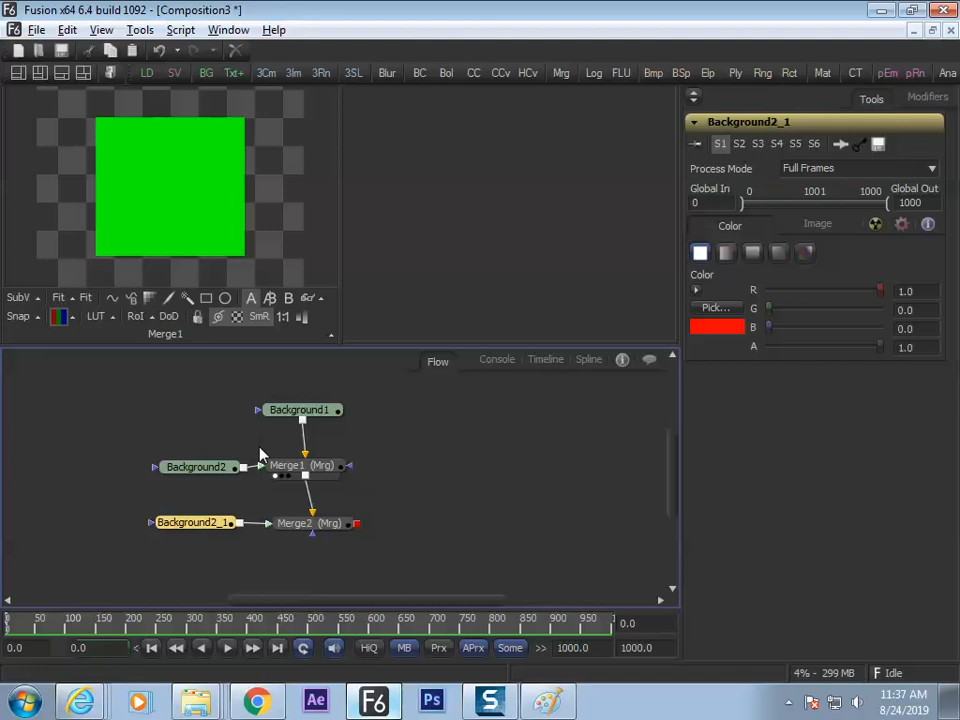 Fusion x64 6.4 build 1092 - [Composition3 *]
File Edit View Tools Script Window Help
LD SV BG Txt+ 3Cm 3Im 3Rn 3SL Blur BC Bol CC CCv HCv Mrg Log FLU Bmp BSp Elp Ply Rng Rct Mat CT pEm pRn Ana
Tools Modifiers
Background2_1
S1 S2 S3 S4 S5 S6
Process Mode Full Frames
Global In 0 1001 1000 Global Out
0 1000
Color Image
Color
R 1.0
Pick... G 0.0
B 0.0
A 1.0
SubV Fit Fit A B B
Snap LUT RoI DoD SmR 1:1
Merge1
Flow Console Timeline Spline
Background1
Background2 Merge1 (Mrg)
Background2_1 Merge2 (Mrg)
0 50 100 150 200 250 300 350 400 450 500 550 600 650 700 750 800 850 900 950 0.0
0.0 0.0 < HiQ MB Prx APrx Some >> 1000.0 1000.0
4% - 299 MB Idle
Ae F6 Ps S
11:37 AM
8/24/2019